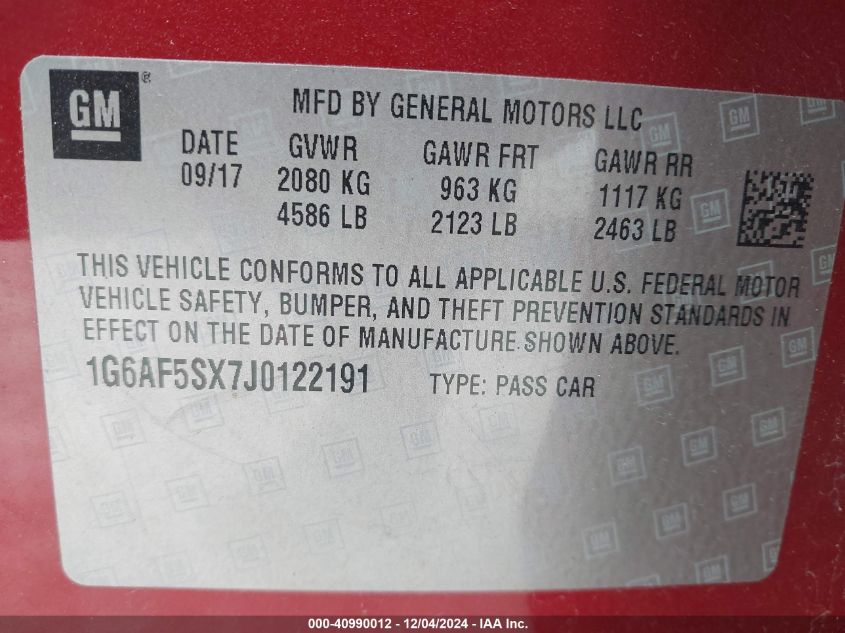 GM ®
MFD BY GENERAL MOTORS LLC
DATE GVWR GAWR FRT GAWR RR
09/17 2080 KG 963 KG 1117 KG
4586 LB 2123 LB 2463 LB
THIS VEHICLE CONFORMS TO ALL APPLICABLE U.S. FEDERAL MOTOR
VEHICLE SAFETY, BUMPER, AND THEFT PREVENTION STANDARDS IN
EFFECT ON THE DATE OF MANUFACTURE SHOWN ABOVE.
1G6AF5SX7J0122191 TYPE: PASS CAR
000-40990012 - 12/04/2024 - IAA Inc.